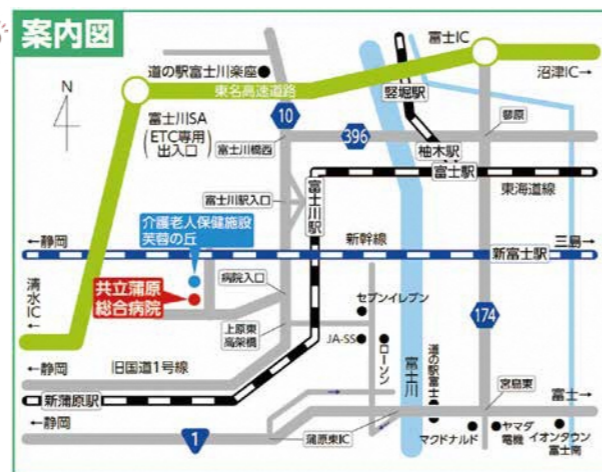 案内図
富士IC
沼津IC→
道の駅富士川楽座
東名高速道路
竪堀駅
N
富士川SA
(ETC専用
出入口)
10
396
蓼原
富士川橋西
柚木駅
富士駅
富士川駅入口
富士川駅
東海道線
介護老人保健施設
芙蓉の丘
←静岡
新幹線
三島→
新富士駅
病院入口
共立蒲原
総合病院
清水IC
←
セブンイレブン
174
上原東
高架橋
JA-SS
ローソン
富士川
道の駅富士
←静岡
旧国道1号線
宮島東
富士→
新蒲原駅
←静岡
1
蒲原東IC
マクドナルド
ヤマダ
電機
イオンタウン
富士南